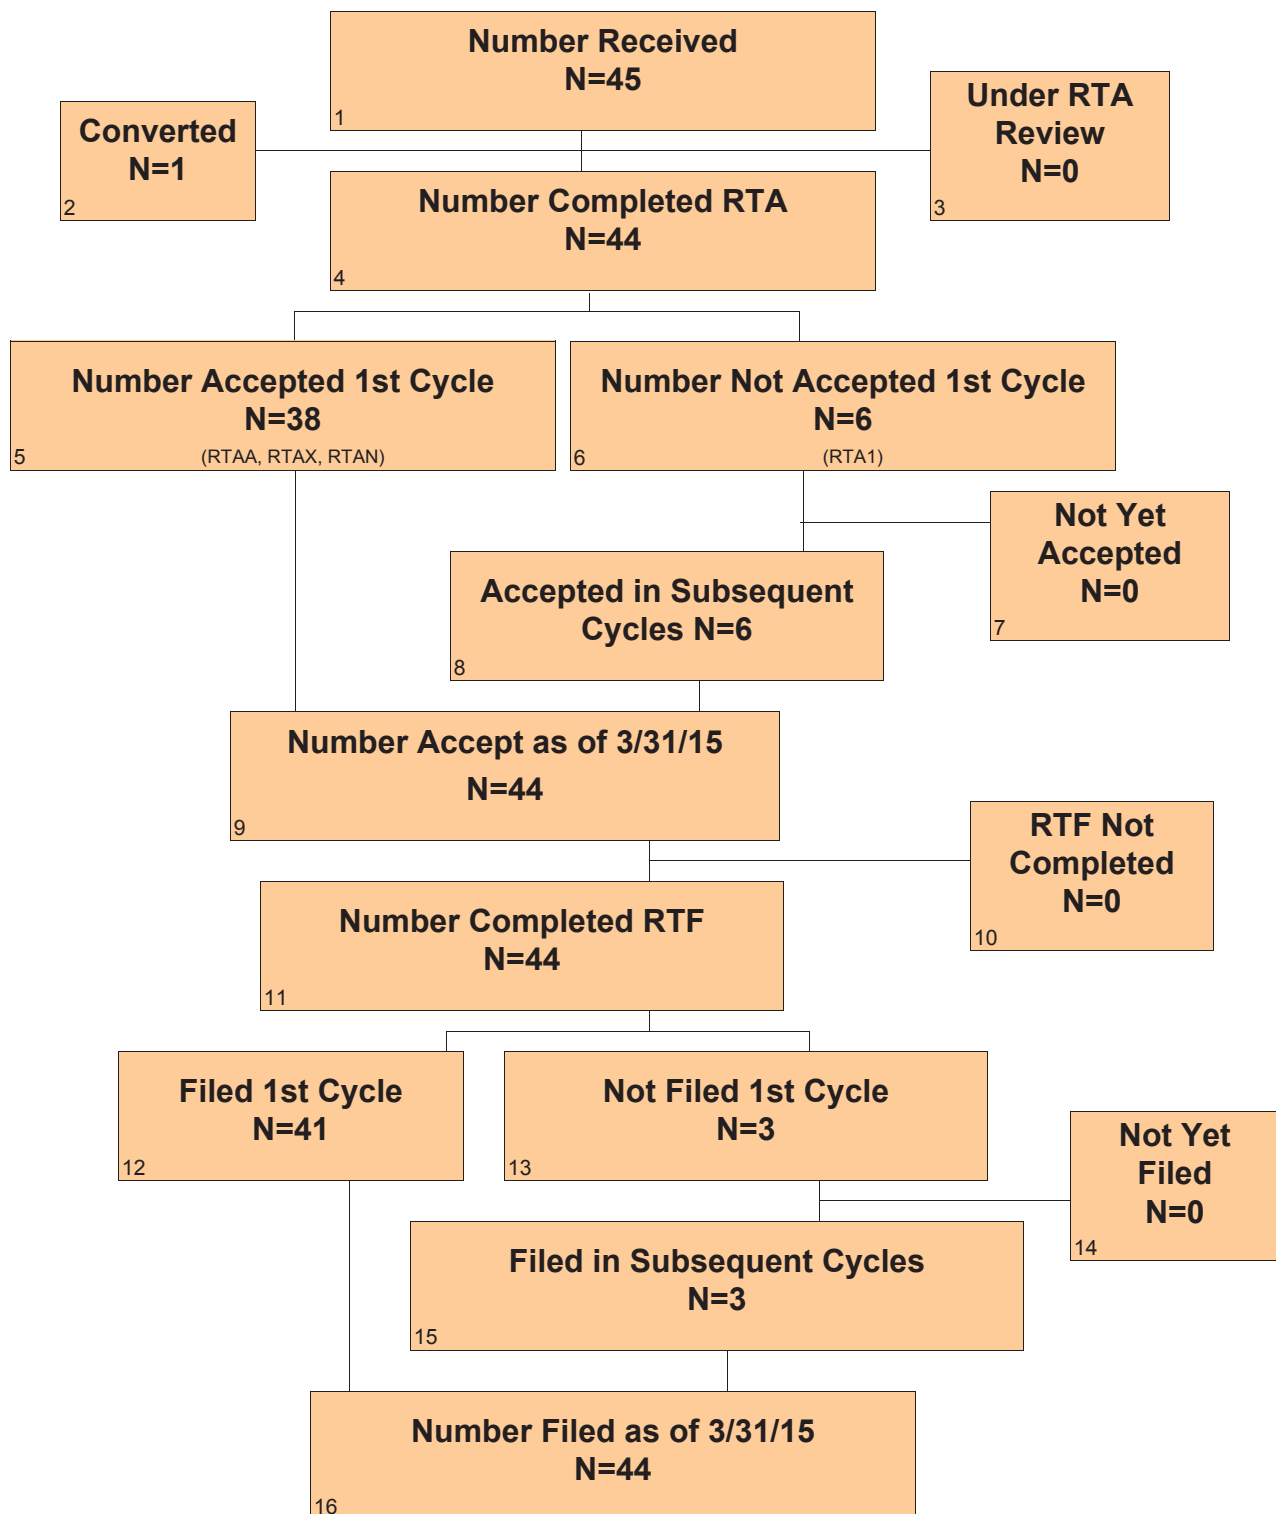 Number Received
N=45
1
Converted
N=1
2
Under RTA
Review
N=0
3
Number Completed RTA
N=44
4
Number Accepted 1st Cycle
N=38
(RTAA, RTAX, RTAN)
5
Number Not Accepted 1st Cycle
N=6
(RTA1)
6
Not Yet
Accepted
N=0
7
Accepted in Subsequent
Cycles N=6
8
Number Accept as of 3/31/15
N=44
9
RTF Not
Completed
N=0
10
Number Completed RTF
N=44
11
Filed 1st Cycle
N=41
12
Not Filed 1st Cycle
N=3
13
Not Yet
Filed
N=0
14
Filed in Subsequent Cycles
N=3
15
Number Filed as of 3/31/15
N=44
16